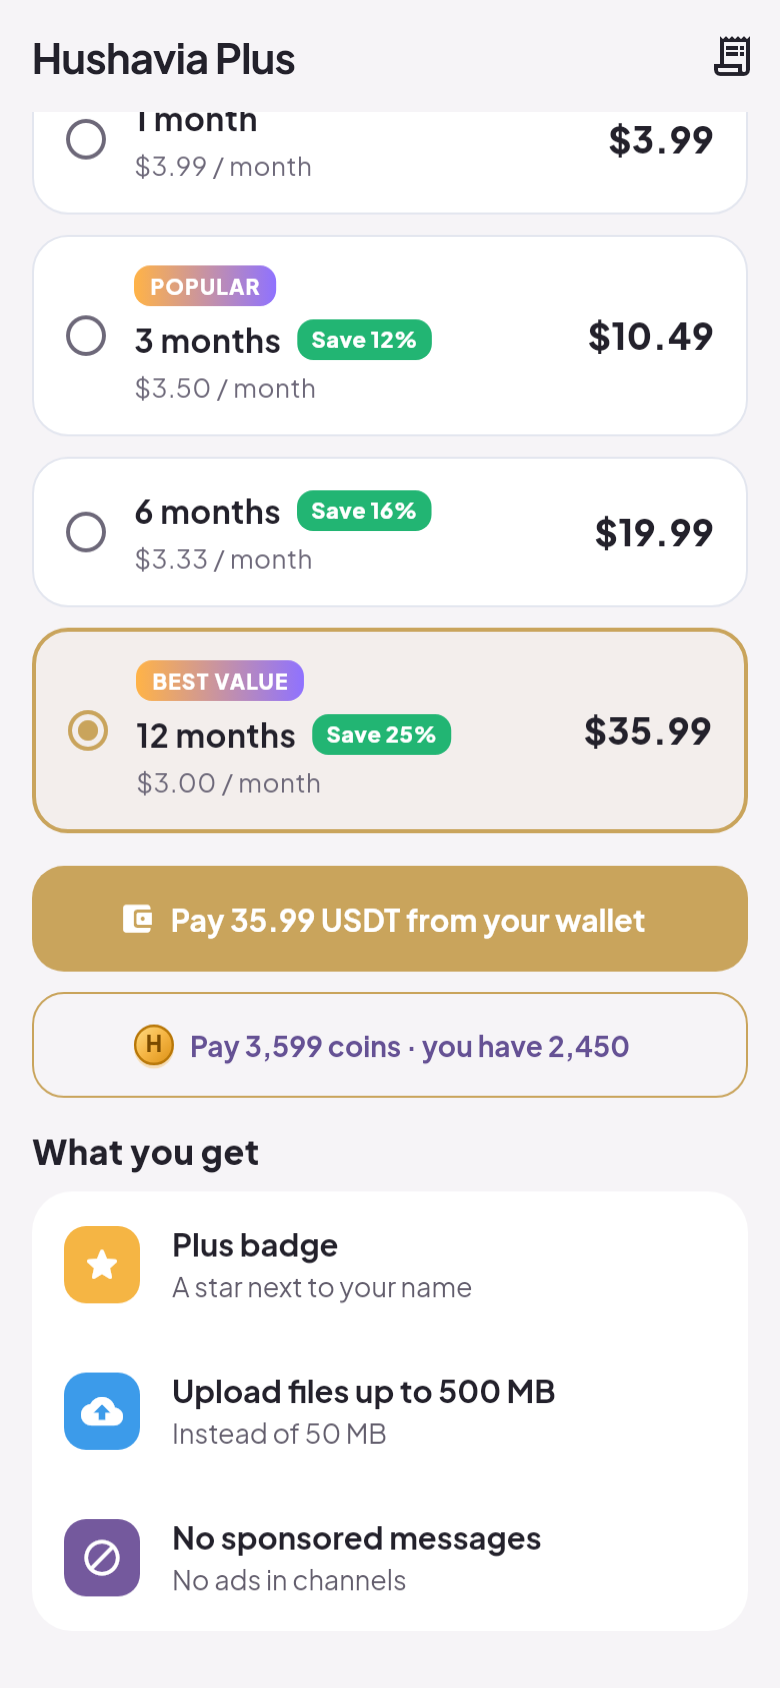 Hushavia Plus
1 month
$3.99 / month
$3.99
POPULAR
3 months
Save 12%
$3.50 / month
$10.49
6 months
Save 16%
$3.33 / month
$19.99
BEST VALUE
12 months
Save 25%
$3.00 / month
$35.99
Pay 35.99 USDT from your wallet
H
Pay 3,599 coins · you have 2,450
What you get
Plus badge
A star next to your name
Upload files up to 500 MB
Instead of 50 MB
No sponsored messages
No ads in channels